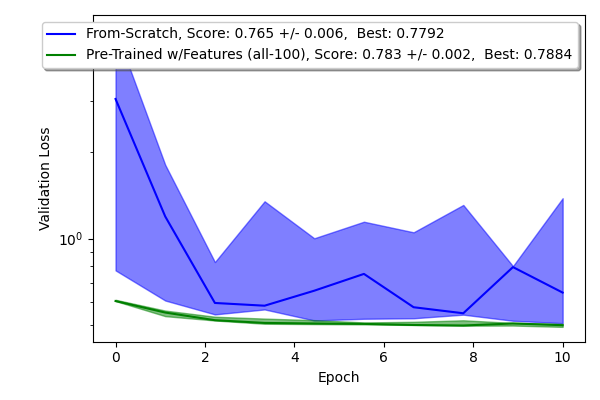 From-Scratch, Score: 0.765 +/- 0.006,  Best: 0.7792
Pre-Trained w/Features (all-100), Score: 0.783 +/- 0.002,  Best: 0.7884
Validation Loss
10⁰
0 2 4 6 8 10
Epoch